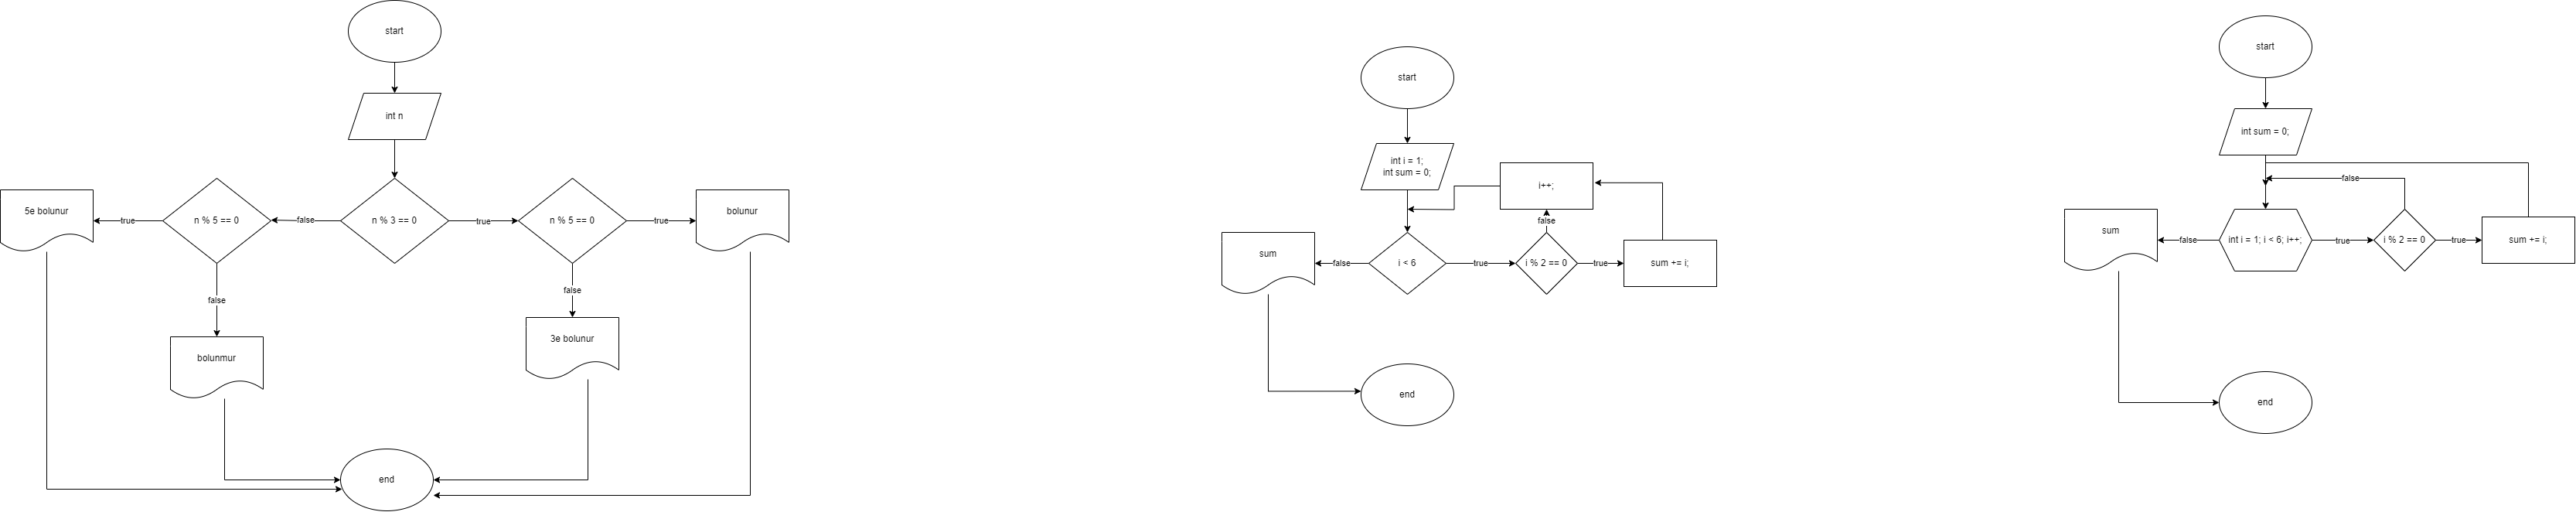 start
int n
n % 3 == 0
false
true
n % 5 == 0
true
5e bolunur
false
bolunmur
n % 5 == 0
true
bolunur
false
3e bolunur
end
start
int i = 1;
int sum = 0;
i < 6
false
sum
true
i % 2 == 0
false
i++;
true
sum += i;
end
start
int sum = 0;
int i = 1; i < 6; i++;
false
sum
true
i % 2 == 0
false
true
sum += i;
end